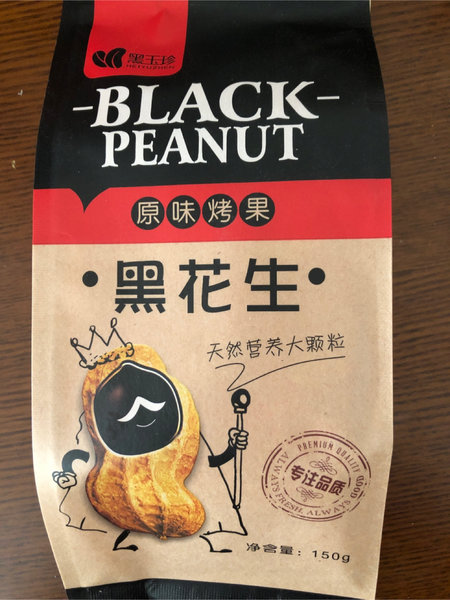 黑玉珍
HEIYUZHEN
-BLACK-
PEANUT
原味烤果
·黑花生·
天然营养大颗粒
PREMIUM QUALITY
专注品质
ALWAYS FRESH, ALWAYS GOOD
净含量：150g